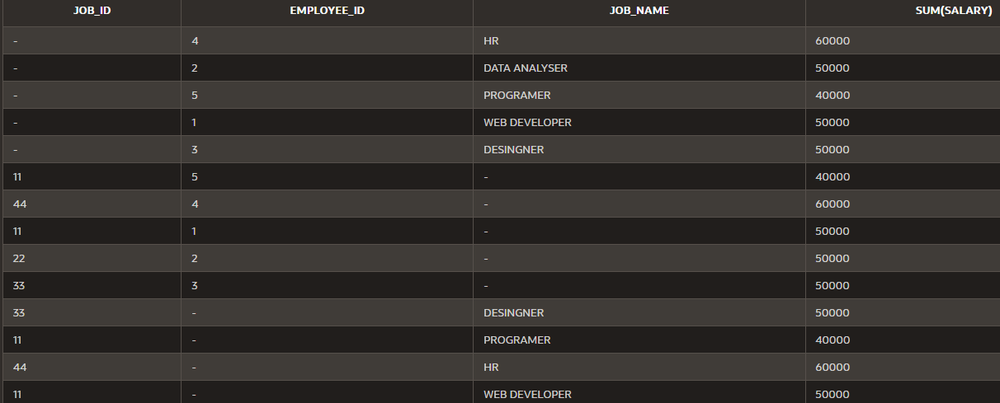 JOB_ID EMPLOYEE_ID JOB_NAME SUM(SALARY)
- 4 HR 60000
- 2 DATA ANALYSER 50000
- 5 PROGRAMER 40000
- 1 WEB DEVELOPER 50000
- 3 DESINGNER 50000
11 5 - 40000
44 4 - 60000
11 1 - 50000
22 2 - 50000
33 3 - 50000
33 - DESINGNER 50000
11 - PROGRAMER 40000
44 - HR 60000
11 - WEB DEVELOPER 50000